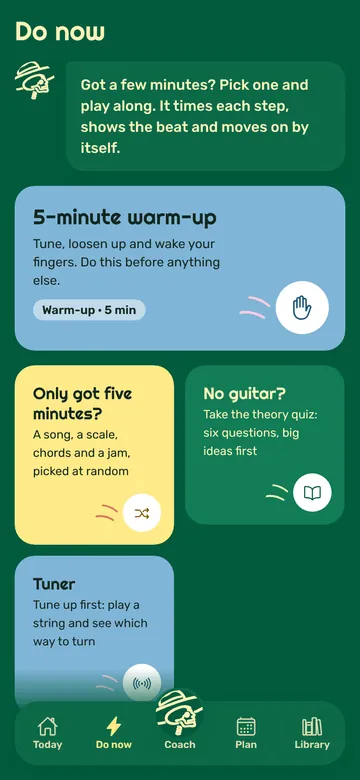 Do now
Got a few minutes? Pick one and
play along. It times each step,
shows the beat and moves on by
itself.
5-minute warm-up
Tune, loosen up and wake your
fingers. Do this before anything
else.
Warm-up • 5 min
Only got five
minutes?
A song, a scale,
chords and a jam,
picked at random
No guitar?
Take the theory quiz:
six questions, big
ideas first
Tuner
Tune up first: play a
string and see which
way to turn
Today
Do now
Coach
Plan
Library